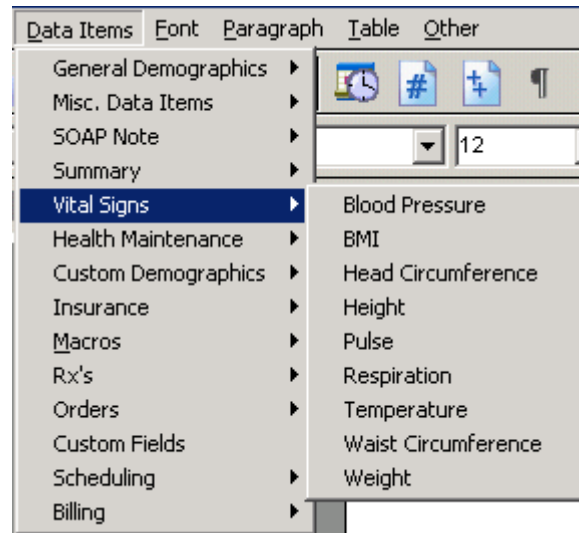 Data Items Font Paragraph Table Other
General Demographics
Misc. Data Items
SOAP Note
12
Summary
Vital Signs
Health Maintenance
Custom Demographics
Insurance
Macros
Rx's
Orders
Custom Fields
Scheduling
Billing
Blood Pressure
BMI
Head Circumference
Height
Pulse
Respiration
Temperature
Waist Circumference
Weight